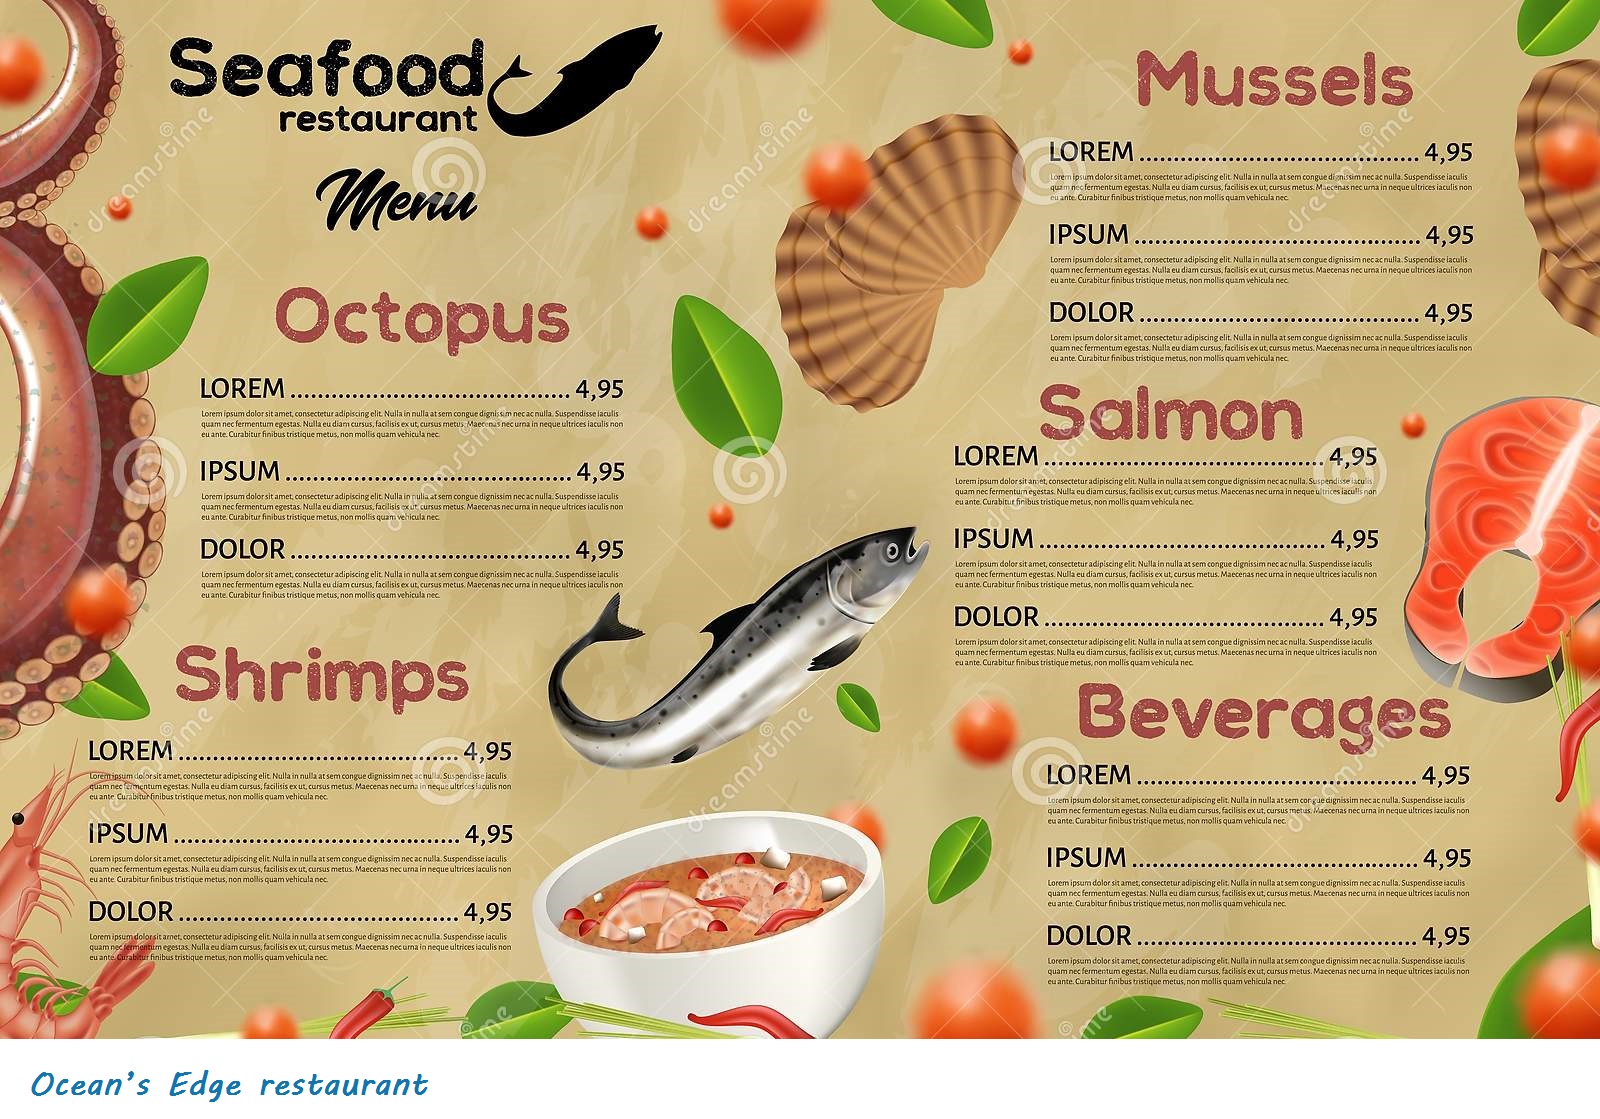 Seafood
restaurant
Menu
Octopus
LOREM 4,95
Lorem ipsum dolor sit amet, consectetur adipiscing elit. Nulla in nulla at sem congue dignissim nec ac nulla. Suspendisse iaculis
quam nec fermentum egestas. Nulla eu diam cursus, facilisis ex ut, cursus metus. Maecenas nec urna in neque ultricies iaculis non
eu ante. Curabitur finibus tristique metus, non mollis quam vehicula nec.
IPSUM 4,95
Lorem ipsum dolor sit amet, consectetur adipiscing elit. Nulla in nulla at sem congue dignissim nec ac nulla. Suspendisse iaculis
quam nec fermentum egestas. Nulla eu diam cursus, facilisis ex ut, cursus metus. Maecenas nec urna in neque ultricies iaculis non
eu ante. Curabitur finibus tristique metus, non mollis quam vehicula nec.
DOLOR 4,95
Lorem ipsum dolor sit amet, consectetur adipiscing elit. Nulla in nulla at sem congue dignissim nec ac nulla. Suspendisse iaculis
quam nec fermentum egestas. Nulla eu diam cursus, facilisis ex ut, cursus metus. Maecenas nec urna in neque ultricies iaculis non
eu ante. Curabitur finibus tristique metus, non mollis quam vehicula nec.
Shrimps
LOREM 4,95
Lorem ipsum dolor sit amet, consectetur adipiscing elit. Nulla in nulla at sem congue dignissim nec ac nulla. Suspendisse iaculis
quam nec fermentum egestas. Nulla eu diam cursus, facilisis ex ut, cursus metus. Maecenas nec urna in neque ultricies iaculis non
eu ante. Curabitur finibus tristique metus, non mollis quam vehicula nec.
IPSUM 4,95
Lorem ipsum dolor sit amet, consectetur adipiscing elit. Nulla in nulla at sem congue dignissim nec ac nulla. Suspendisse iaculis
quam nec fermentum egestas. Nulla eu diam cursus, facilisis ex ut, cursus metus. Maecenas nec urna in neque ultricies iaculis non
eu ante. Curabitur finibus tristique metus, non mollis quam vehicula nec.
DOLOR 4,95
Lorem ipsum dolor sit amet, consectetur adipiscing elit. Nulla in nulla at sem congue dignissim nec ac nulla. Suspendisse iaculis
quam nec fermentum egestas. Nulla eu diam cursus, facilisis ex ut, cursus metus. Maecenas nec urna in neque ultricies iaculis non
eu ante. Curabitur finibus tristique metus, non mollis quam vehicula nec.
Mussels
LOREM 4,95
Lorem ipsum dolor sit amet, consectetur adipiscing elit. Nulla in nulla at sem congue dignissim nec ac nulla. Suspendisse iaculis
quam nec fermentum egestas. Nulla eu diam cursus, facilisis ex ut, cursus metus. Maecenas nec urna in neque ultricies iaculis non
eu ante. Curabitur finibus tristique metus, non mollis quam vehicula nec.
IPSUM 4,95
Lorem ipsum dolor sit amet, consectetur adipiscing elit. Nulla in nulla at sem congue dignissim nec ac nulla. Suspendisse iaculis
quam nec fermentum egestas. Nulla eu diam cursus, facilisis ex ut, cursus metus. Maecenas nec urna in neque ultricies iaculis non
eu ante. Curabitur finibus tristique metus, non mollis quam vehicula nec.
DOLOR 4,95
Lorem ipsum dolor sit amet, consectetur adipiscing elit. Nulla in nulla at sem congue dignissim nec ac nulla. Suspendisse iaculis
quam nec fermentum egestas. Nulla eu diam cursus, facilisis ex ut, cursus metus. Maecenas nec urna in neque ultricies iaculis non
eu ante. Curabitur finibus tristique metus, non mollis quam vehicula nec.
Salmon
LOREM 4,95
Lorem ipsum dolor sit amet, consectetur adipiscing elit. Nulla in nulla at sem congue dignissim nec ac nulla. Suspendisse iaculis
quam nec fermentum egestas. Nulla eu diam cursus, facilisis ex ut, cursus metus. Maecenas nec urna in neque ultricies iaculis non
eu ante. Curabitur finibus tristique metus, non mollis quam vehicula nec.
IPSUM 4,95
Lorem ipsum dolor sit amet, consectetur adipiscing elit. Nulla in nulla at sem congue dignissim nec ac nulla. Suspendisse iaculis
quam nec fermentum egestas. Nulla eu diam cursus, facilisis ex ut, cursus metus. Maecenas nec urna in neque ultricies iaculis non
eu ante. Curabitur finibus tristique metus, non mollis quam vehicula nec.
DOLOR 4,95
Lorem ipsum dolor sit amet, consectetur adipiscing elit. Nulla in nulla at sem congue dignissim nec ac nulla. Suspendisse iaculis
quam nec fermentum egestas. Nulla eu diam cursus, facilisis ex ut, cursus metus. Maecenas nec urna in neque ultricies iaculis non
eu ante. Curabitur finibus tristique metus, non mollis quam vehicula nec.
Beverages
LOREM 4,95
Lorem ipsum dolor sit amet, consectetur adipiscing elit. Nulla in nulla at sem congue dignissim nec ac nulla. Suspendisse iaculis
quam nec fermentum egestas. Nulla eu diam cursus, facilisis ex ut, cursus metus. Maecenas nec urna in neque ultricies iaculis non
eu ante. Curabitur finibus tristique metus, non mollis quam vehicula nec.
IPSUM 4,95
Lorem ipsum dolor sit amet, consectetur adipiscing elit. Nulla in nulla at sem congue dignissim nec ac nulla. Suspendisse iaculis
quam nec fermentum egestas. Nulla eu diam cursus, facilisis ex ut, cursus metus. Maecenas nec urna in neque ultricies iaculis non
eu ante. Curabitur finibus tristique metus, non mollis quam vehicula nec.
DOLOR 4,95
Lorem ipsum dolor sit amet, consectetur adipiscing elit. Nulla in nulla at sem congue dignissim nec ac nulla. Suspendisse iaculis
quam nec fermentum egestas. Nulla eu diam cursus, facilisis ex ut, cursus metus. Maecenas nec urna in neque ultricies iaculis non
eu ante. Curabitur finibus tristique metus, non mollis quam vehicula nec.
dreamstime
Ocean's Edge restaurant